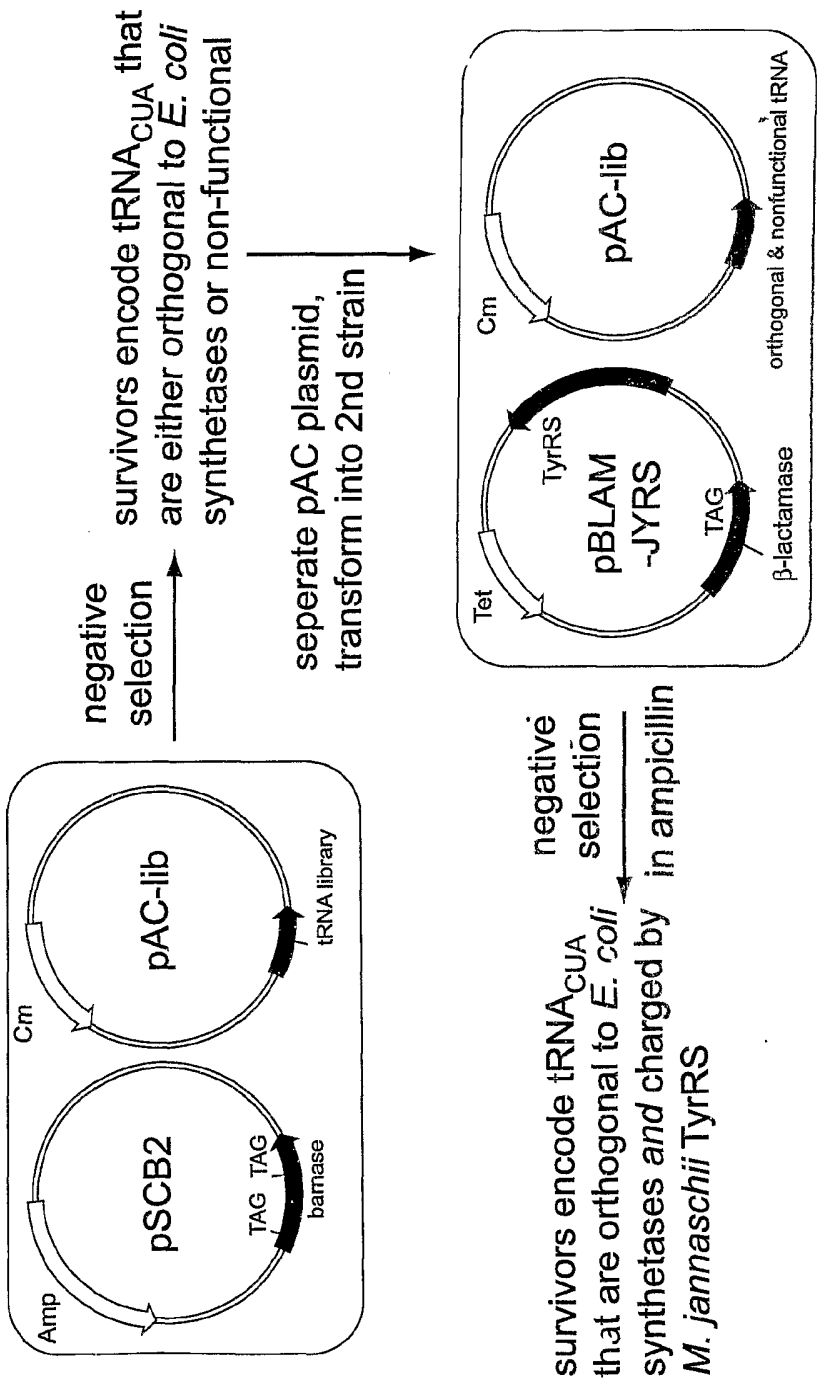 Amp
pSCB2
TAG TAG
barnase
Cm
pAC-lib
tRNA library
negative
selection
survivors encode tRNACUA that
are either orthogonal to E. coli
synthetases or non-functional
seperate pAC plasmid,
transform into 2nd strain
Tet
TyrRS
pBLAM
-JYRS
TAG
β-lactamase
Cm
pAC-lib
orthogonal & nonfunctional tRNA
negative
selection
in ampicillin
survivors encode tRNACUA
that are orthogonal to E. coli
synthetases and charged by
M. jannaschii TyrRS